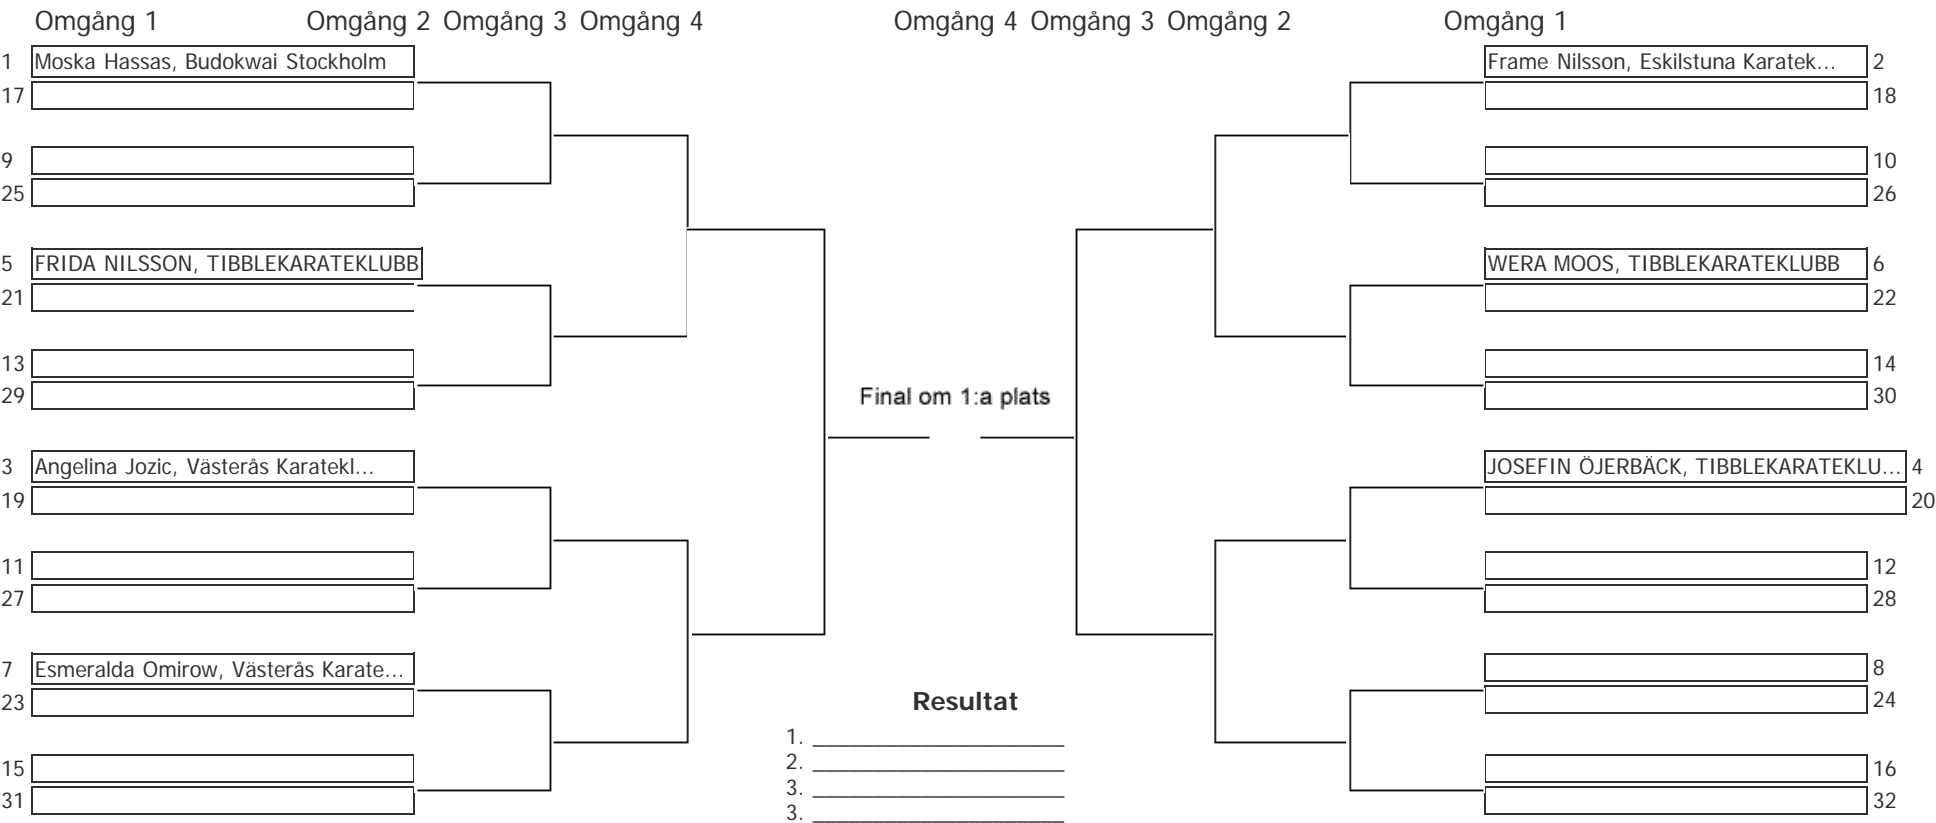 Omgång 1 Omgång 2 Omgång 3 Omgång 4 Omgång 4 Omgång 3 Omgång 2 Omgång 1
1 Moska Hassas, Budokwai Stockholm Frame Nilsson, Eskilstuna Karatek... 2
17 18
9 10
25 26
5 FRIDA NILSSON, TIBBLEKARATEKLUBB WERA MOOS, TIBBLEKARATEKLUBB 6
21 22
13 14
29 30
Final om 1:a plats
3 Angelina Jozic, Västerås Karatekl... JOSEFIN ÖJERBÄCK, TIBBLEKARATEKLU... 4
19 20
11 12
27 28
7 Esmeralda Omirow, Västerås Karate... 8
23 24
Resultat
1. ______________________
2. ______________________
15 16
3. ______________________
31 32
3. ______________________